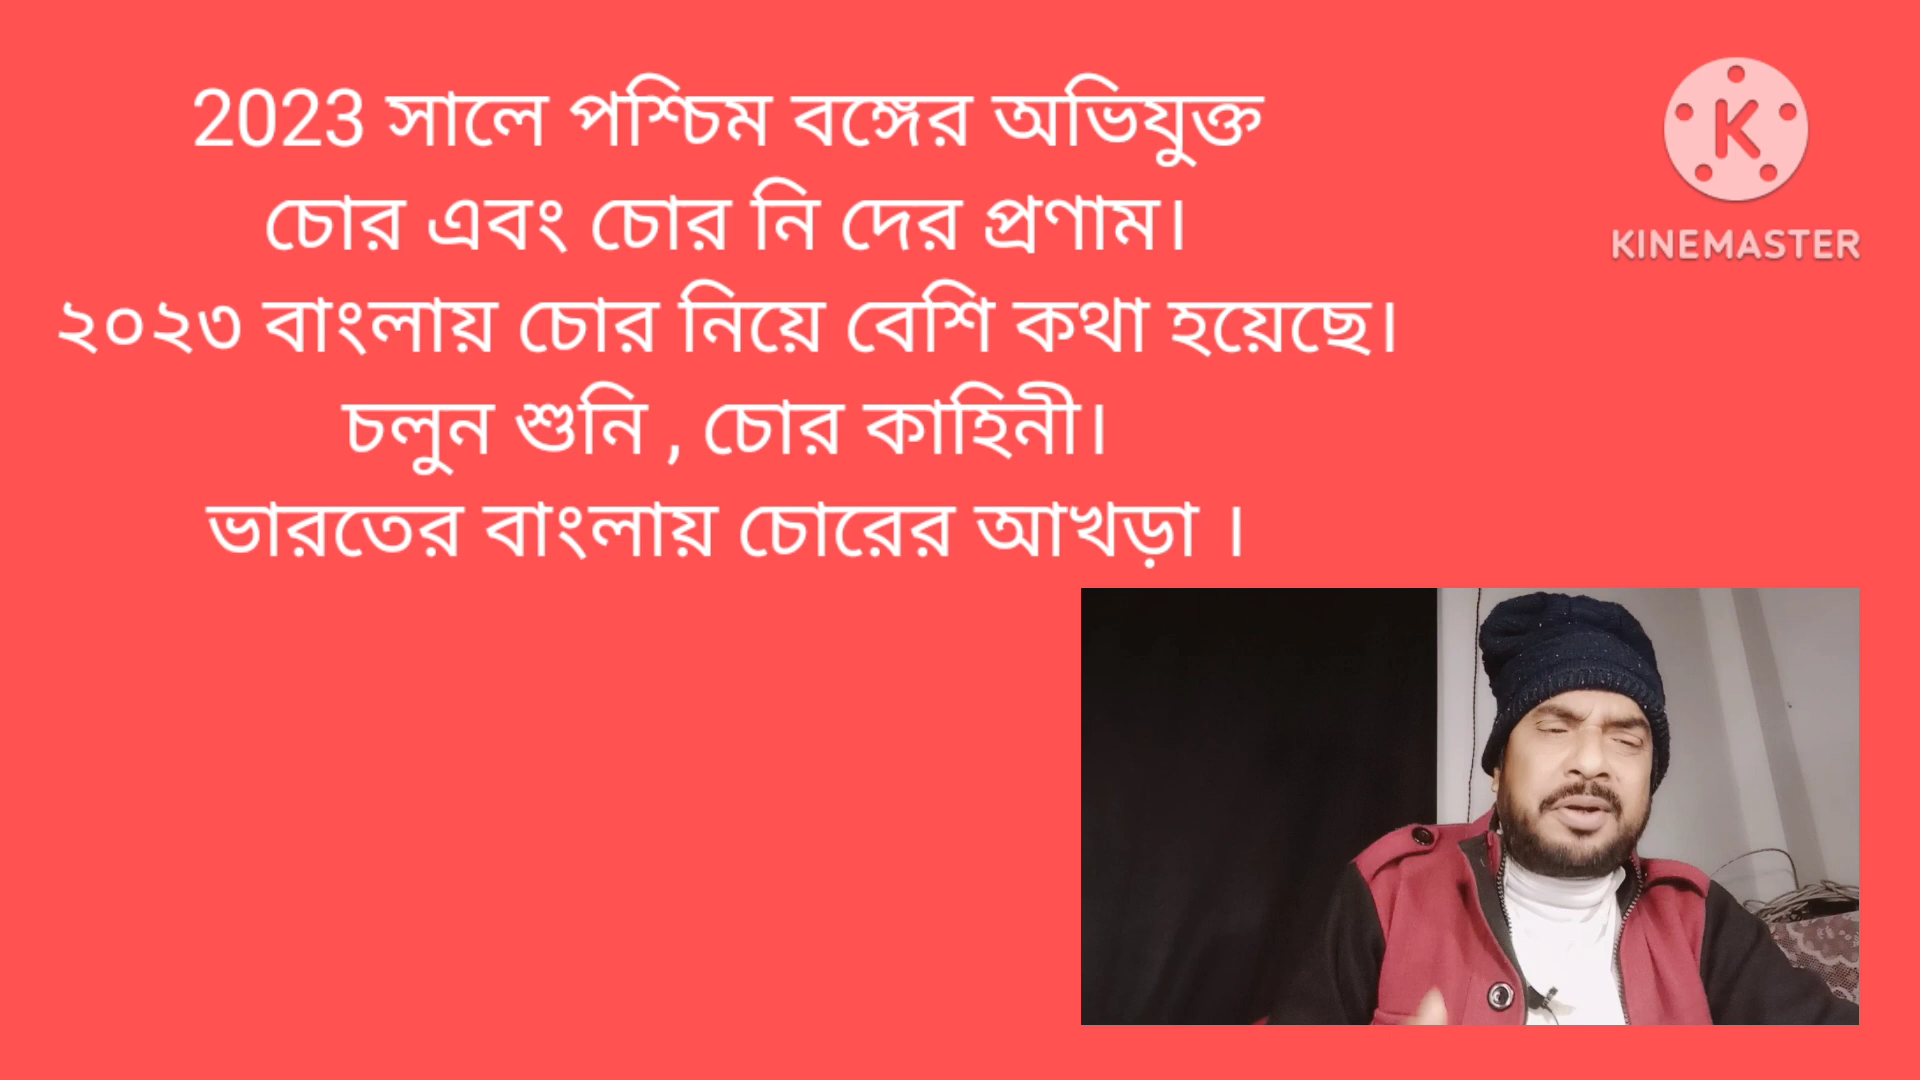 2023 সালে পশ্চিম বঙ্গের অভিযুক্ত
চোর এবং চোর নি দের প্রণাম।
২০২৩ বাংলায় চোর নিয়ে বেশি কথা হয়েছে।
চলুন শুনি , চোর কাহিনী।
ভারতের বাংলায় চোরের আখড়া ।
K
KINEMASTER